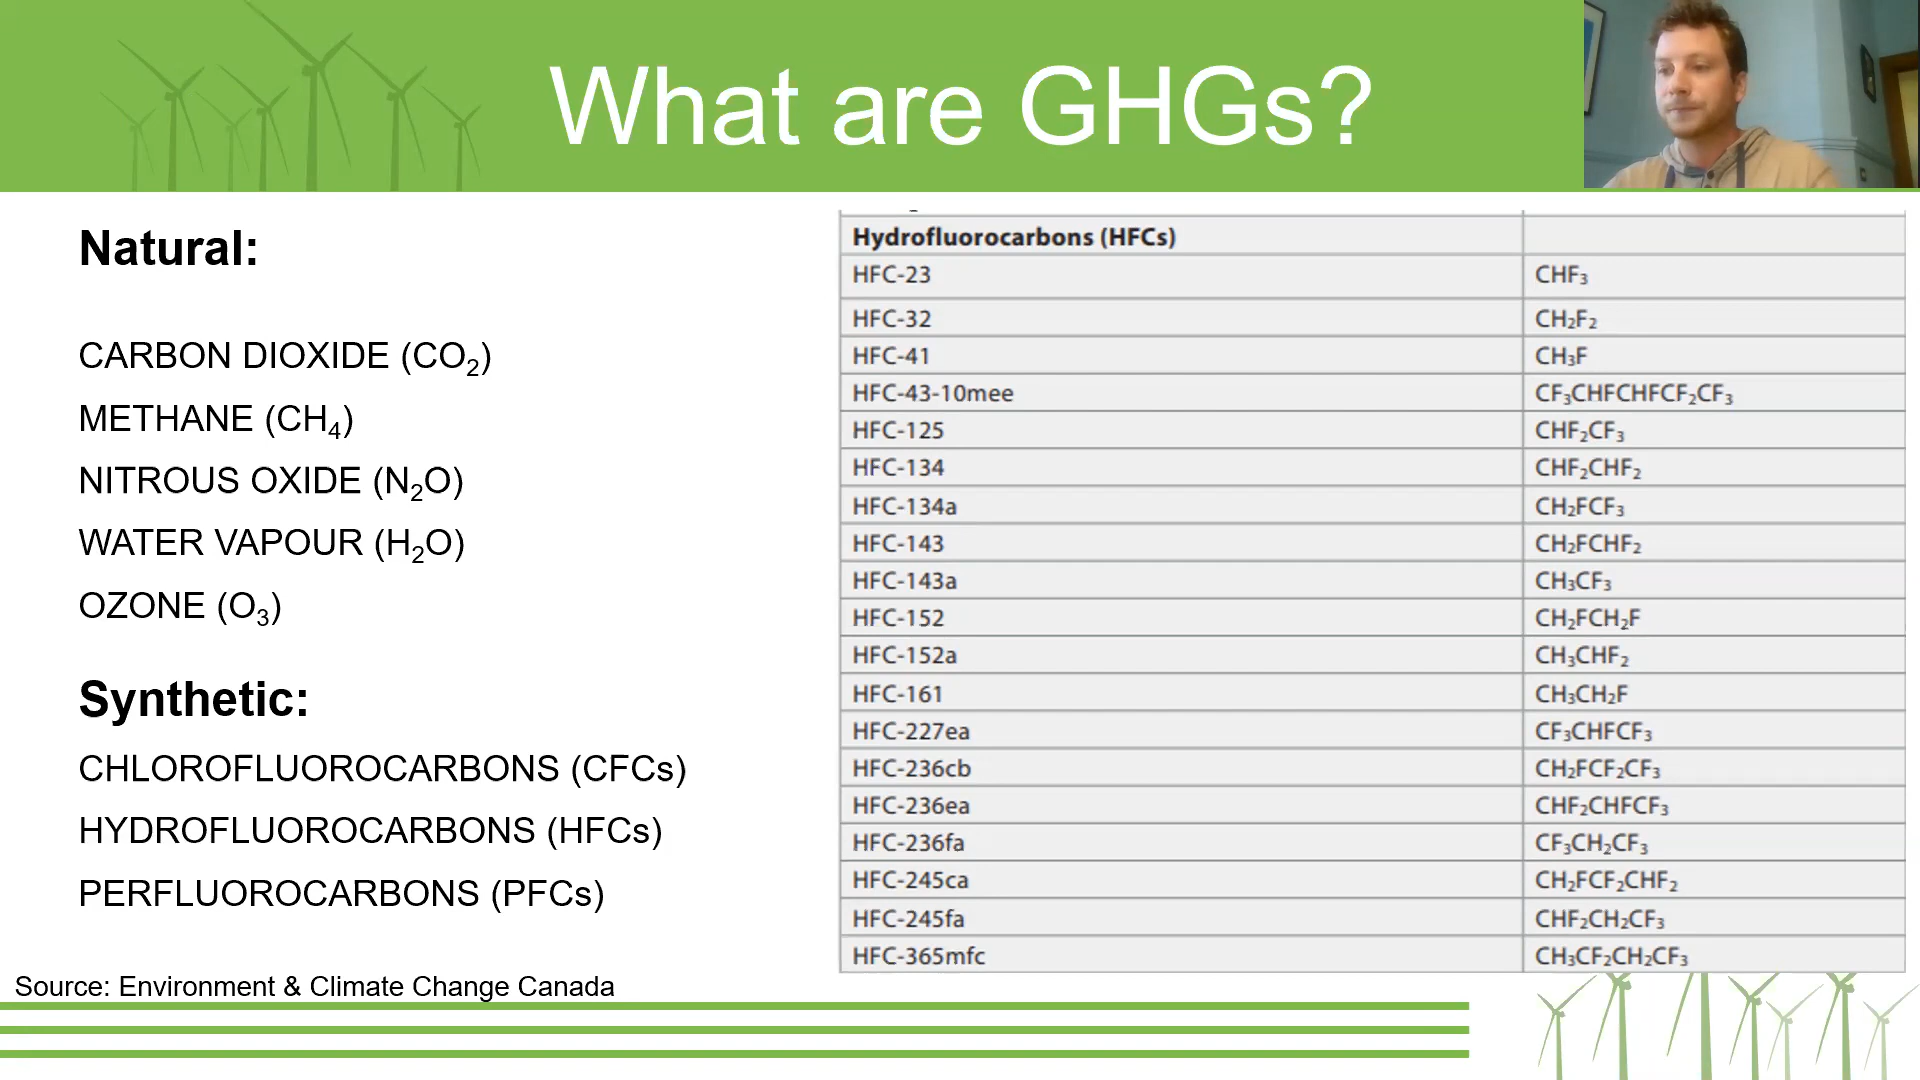 What are GHGs?
Natural:
CARBON DIOXIDE (CO₂)
METHANE (CH₄)
NITROUS OXIDE (N₂O)
WATER VAPOUR (H₂O)
OZONE (O₃)
Synthetic:
CHLOROFLUOROCARBONS (CFCs)
HYDROFLUOROCARBONS (HFCs)
PERFLUOROCARBONS (PFCs)
Source: Environment & Climate Change Canada
Hydrofluorocarbons (HFCs)
HFC-23 CHF₃
HFC-32 CH₂F₂
HFC-41 CH₃F
HFC-43-10mee CF₃CHFCHFCF₂CF₃
HFC-125 CHF₂CF₃
HFC-134 CHF₂CHF₂
HFC-134a CH₂FCF₃
HFC-143 CH₂FCHF₂
HFC-143a CH₃CF₃
HFC-152 CH₂FCH₂F
HFC-152a CH₃CHF₂
HFC-161 CH₃CH₂F
HFC-227ea CF₃CHFCF₃
HFC-236cb CH₂FCF₂CF₃
HFC-236ea CHF₂CHFCF₃
HFC-236fa CF₃CH₂CF₃
HFC-245ca CH₂FCF₂CHF₂
HFC-245fa CHF₂CH₂CF₃
HFC-365mfc CH₃CF₂CH₂CF₃